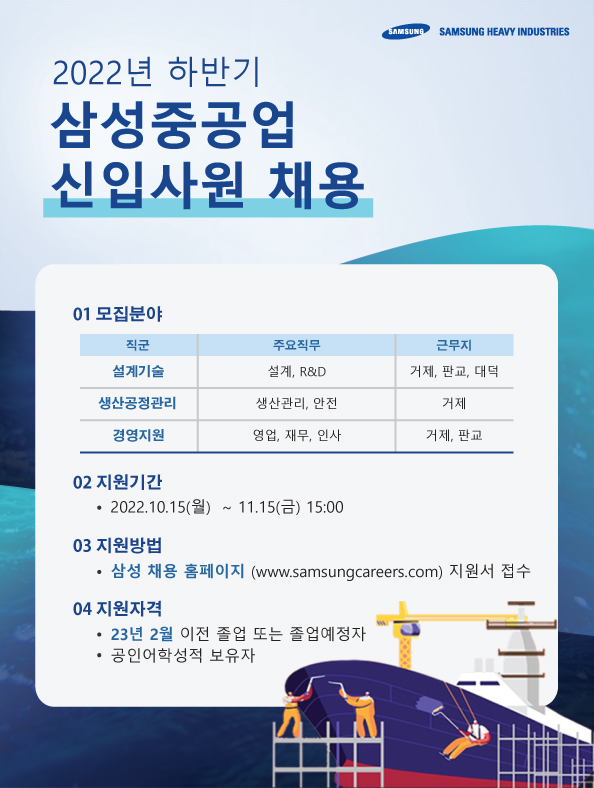 SAMSUNG SAMSUNG HEAVY INDUSTRIES
2022년 하반기
삼성중공업
신입사원 채용
01 모집분야
직군 주요직무 근무지
설계기술 설계, R&D 거제, 판교, 대덕
생산공정관리 생산관리, 안전 거제
경영지원 영업, 재무, 인사 거제, 판교
02 지원기간
• 2022.10.15(월) ~ 11.15(금) 15:00
03 지원방법
• 삼성 채용 홈페이지 (www.samsungcareers.com) 지원서 접수
04 지원자격
• 23년 2월 이전 졸업 또는 졸업예정자
• 공인어학성적 보유자